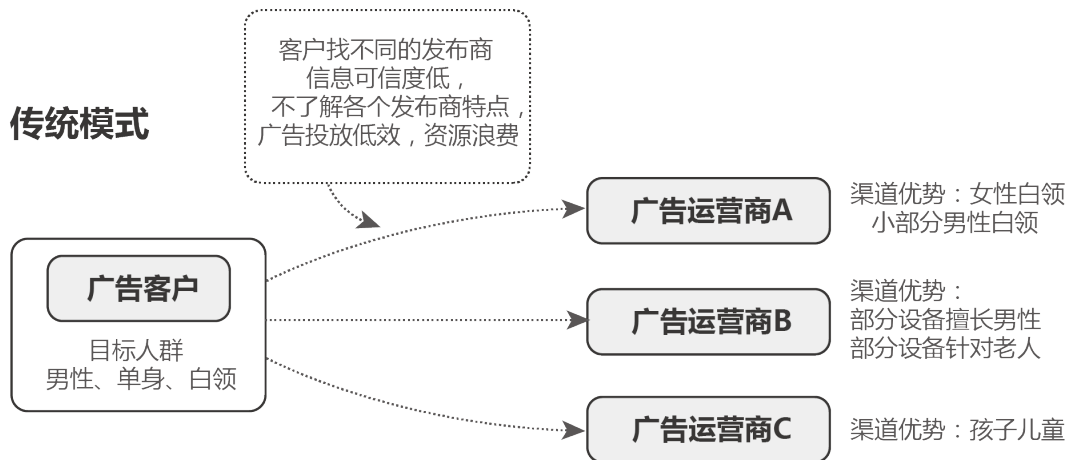 客户找不同的发布商
信息可信度低，
不了解各个发布商特点，
广告投放低效，资源浪费
传统模式
广告客户
目标人群
男性、单身、白领
广告运营商A
渠道优势：女性白领
小部分男性白领
广告运营商B
渠道优势：
部分设备擅长男性
部分设备针对老人
广告运营商C
渠道优势：孩子儿童